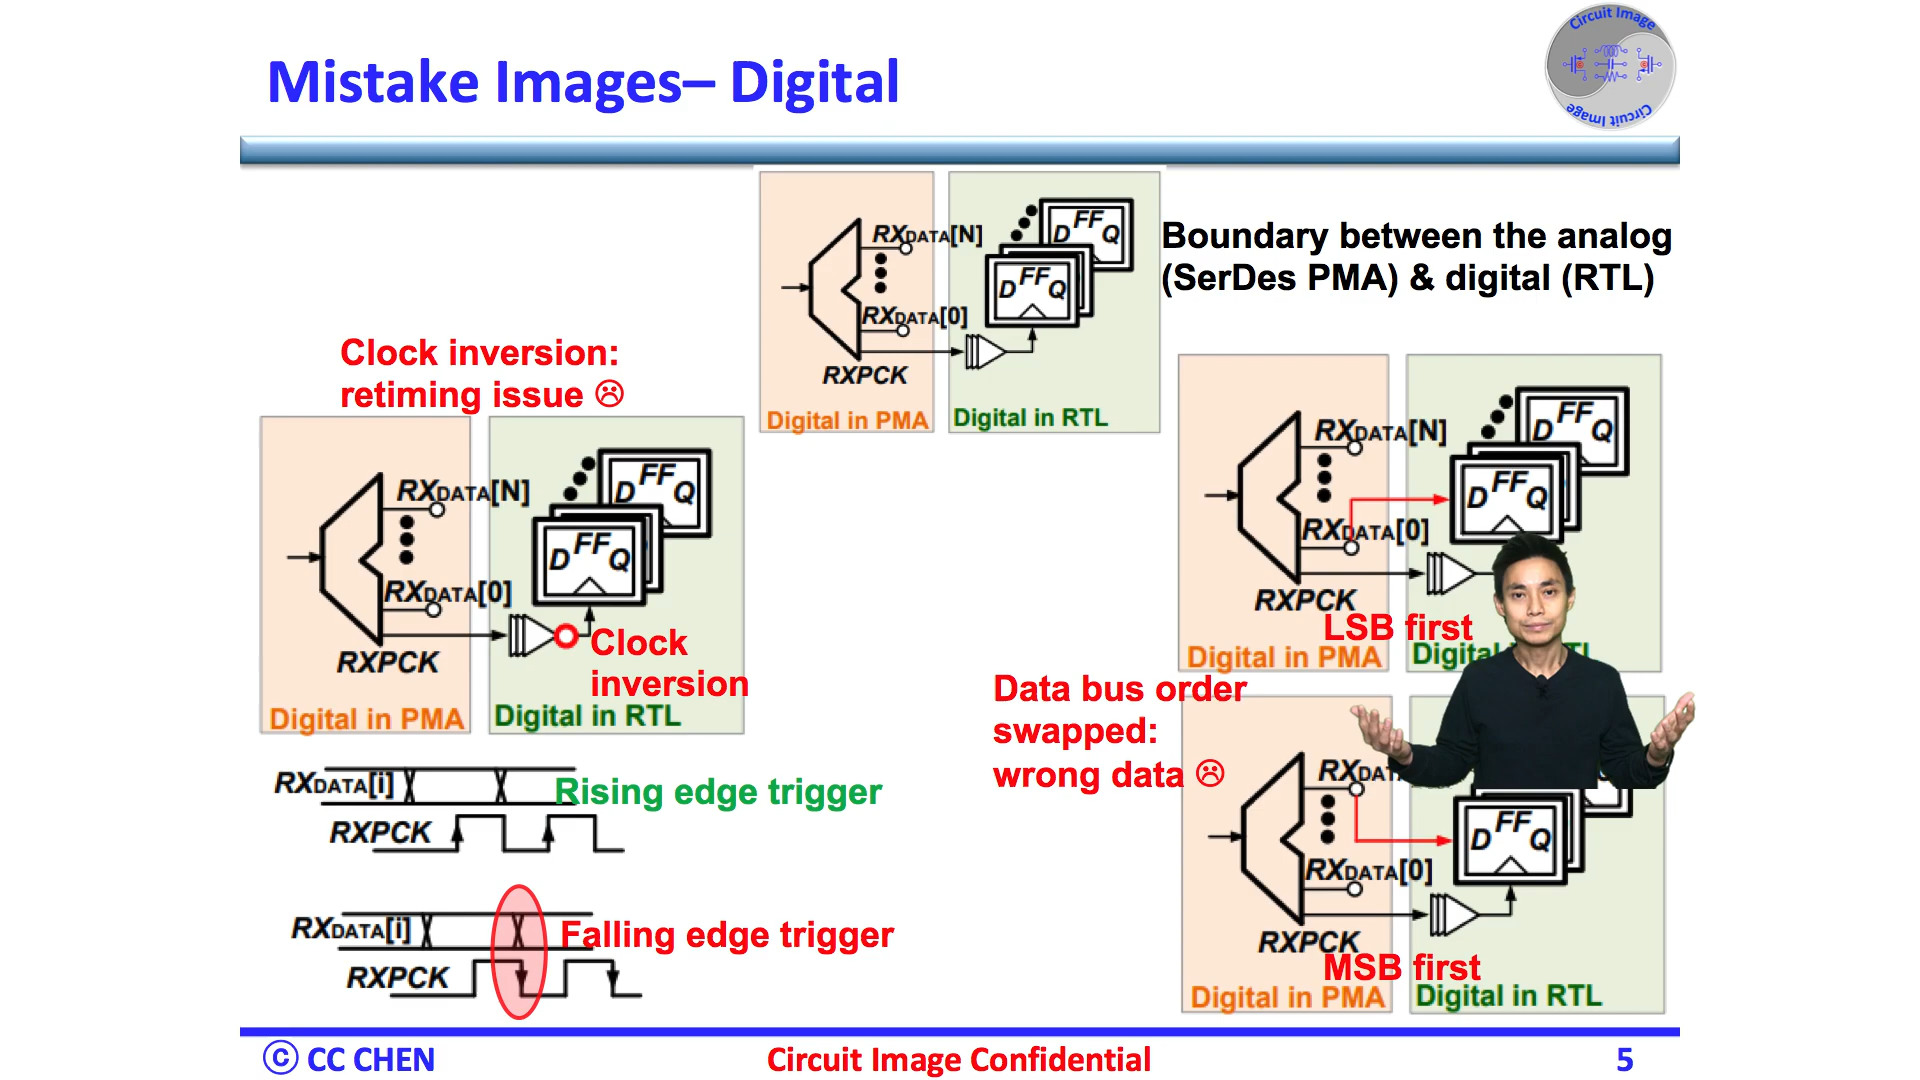 Mistake Images– Digital
Circuit Image
Circuit Image
RXDATA[N]
RXDATA[0]
RXPCK
D FF Q
D FF Q
Digital in PMA
Digital in RTL
Boundary between the analog
(SerDes PMA) & digital (RTL)
Clock inversion:
retiming issue ☹
RXDATA[N]
RXDATA[0]
RXPCK
D FF Q
D FF Q
Clock
inversion
Digital in PMA
Digital in RTL
RXDATA[i]
Rising edge trigger
RXPCK
RXDATA[i]
Falling edge trigger
RXPCK
RXDATA[N]
RXDATA[0]
RXPCK
D FF Q
D FF Q
LSB first
Digital in PMA
Data bus order
swapped:
wrong data ☹
RXDATA[0]
RXPCK
D FF Q
MSB first
Digital in PMA
Digital in RTL
© CC CHEN
Circuit Image Confidential
5